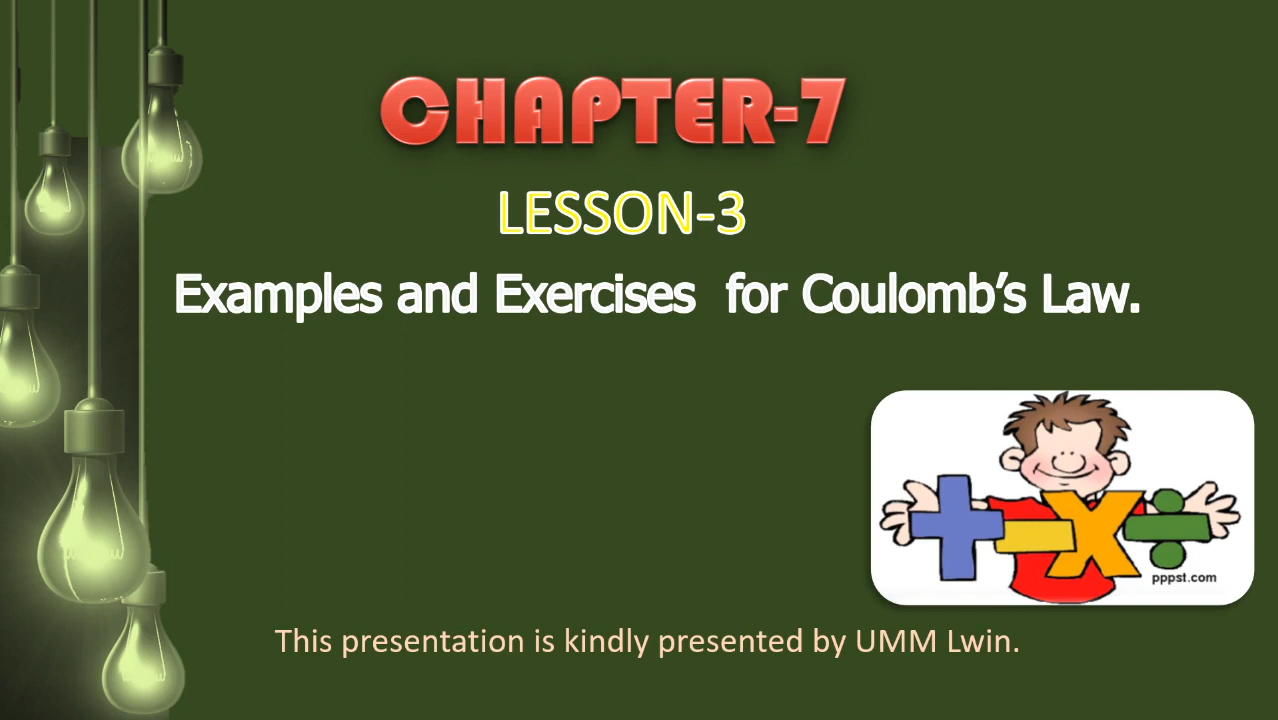 CHAPTER-7
LESSON-3
Examples and Exercises for Coulomb's Law.
+ − x ÷
pppst.com
This presentation is kindly presented by UMM Lwin.